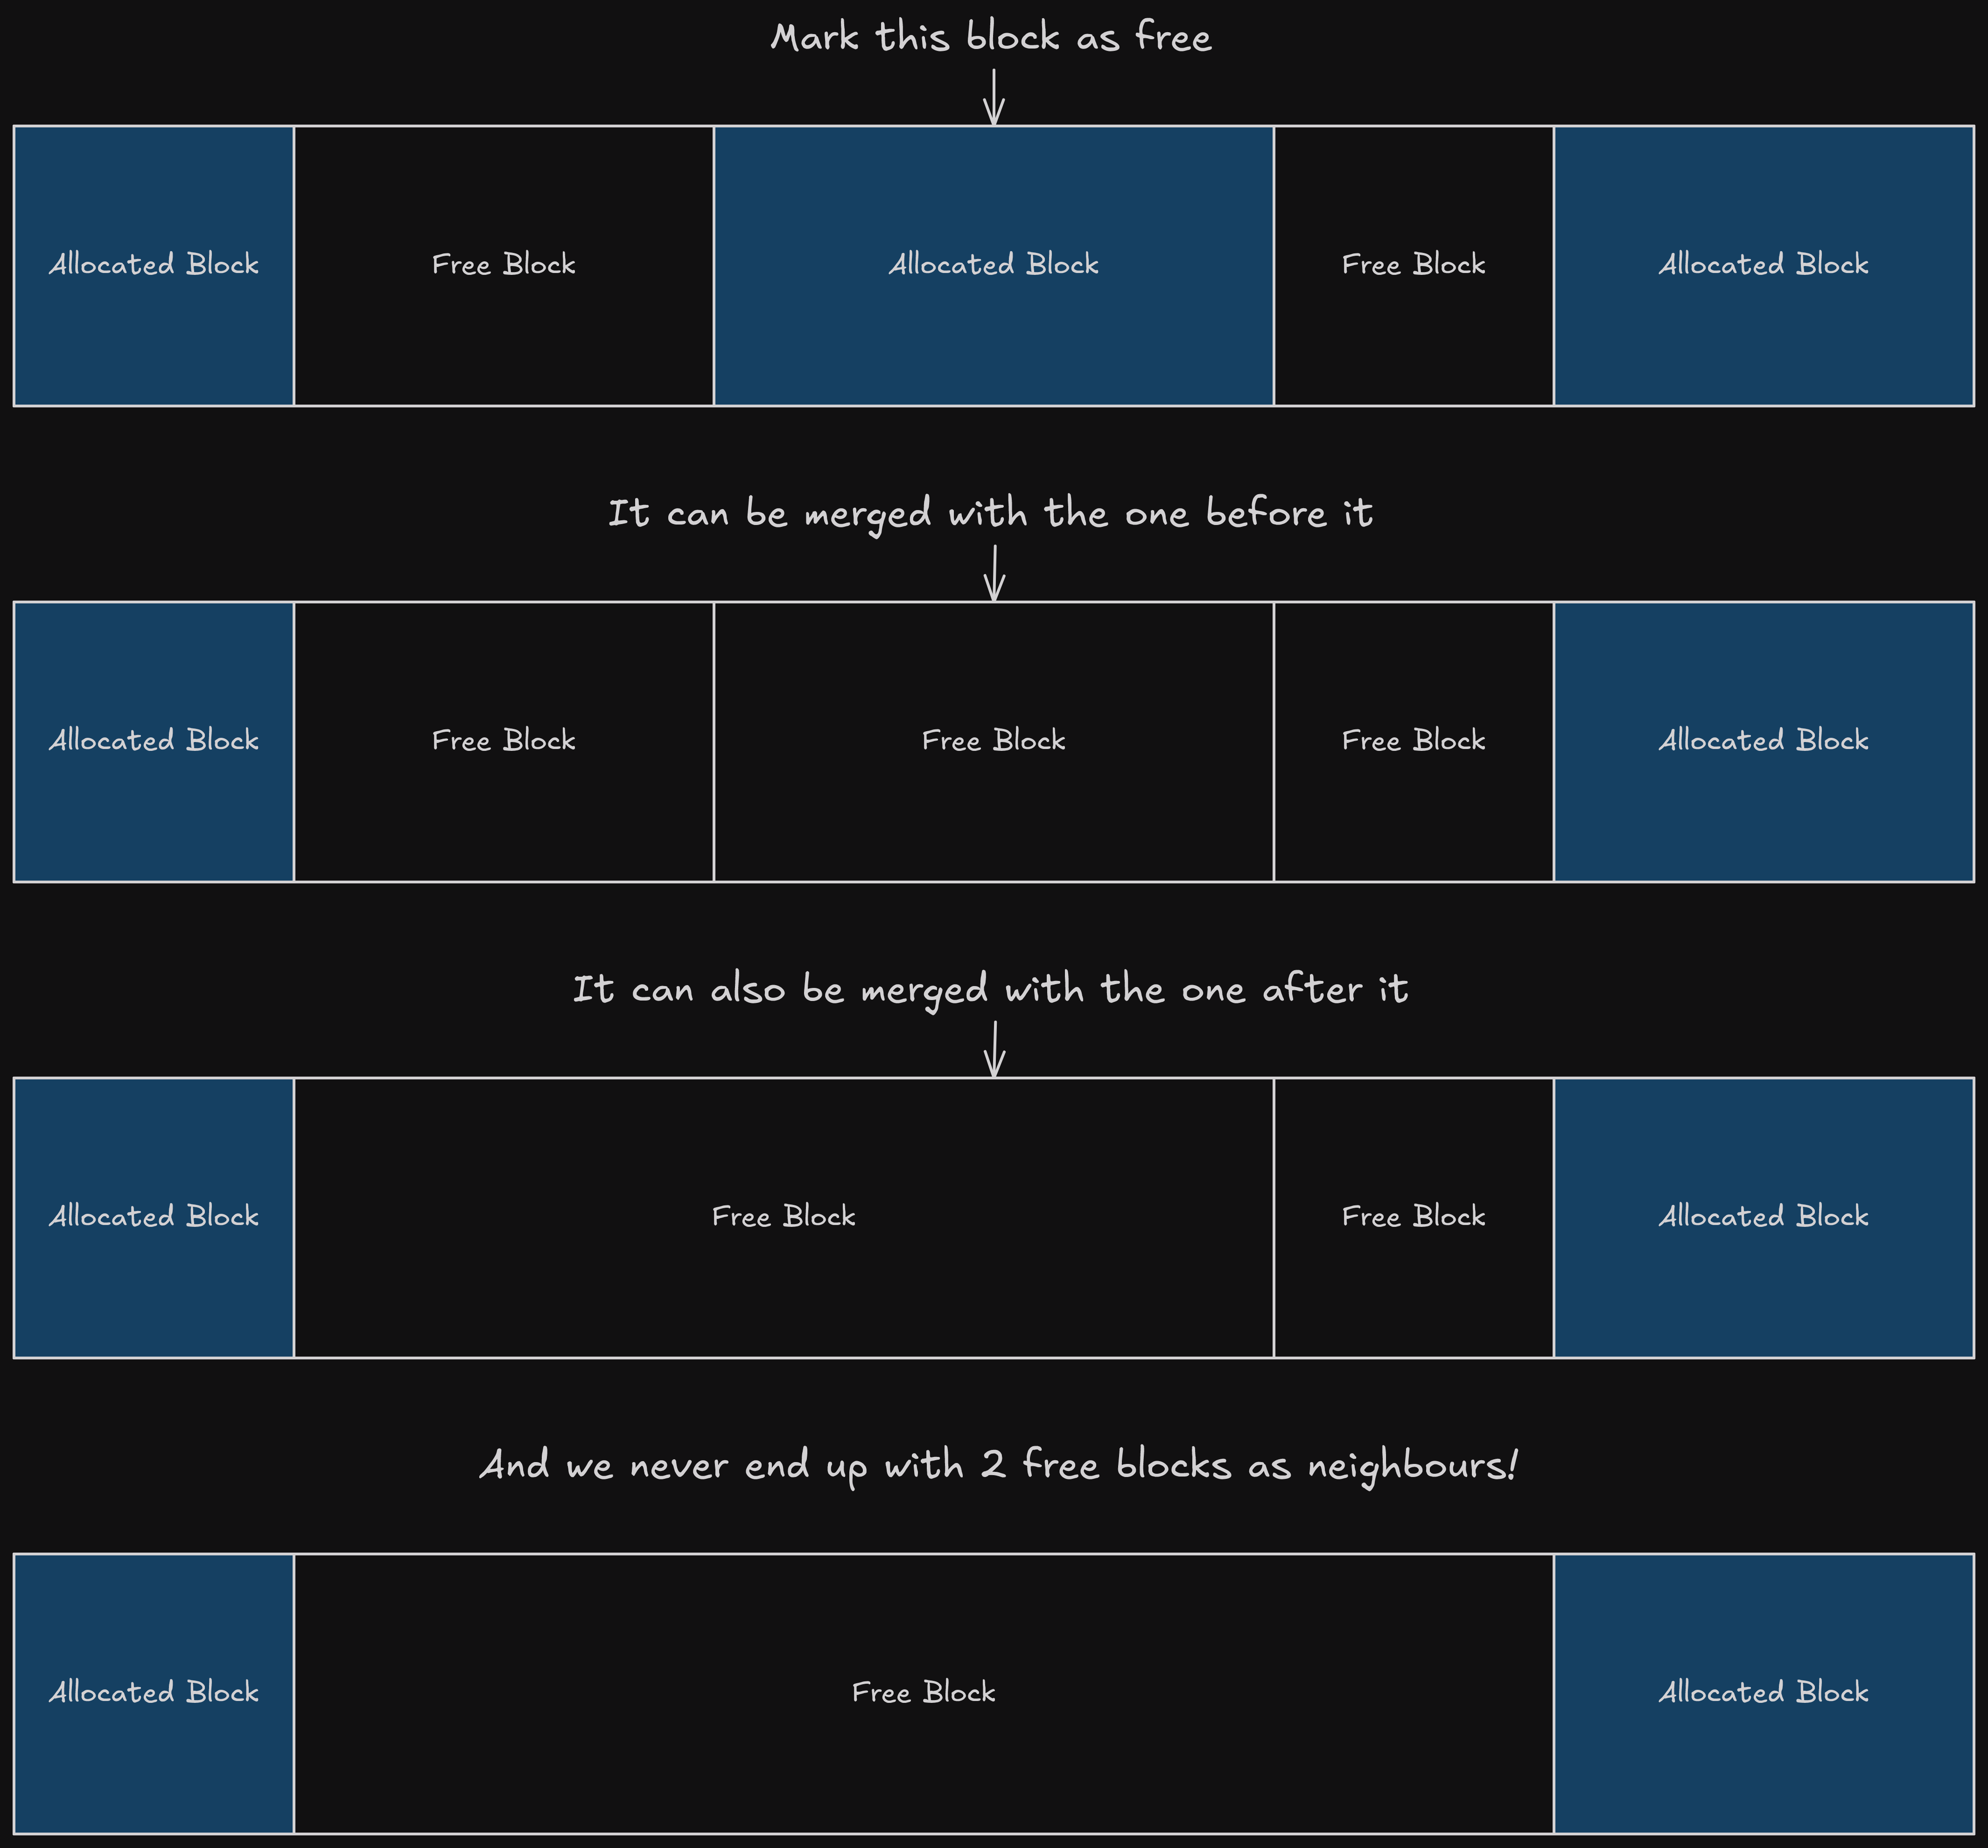 Mark this block as free
Allocated Block Free Block Allocated Block Free Block Allocated Block
It can be merged with the one before it
Allocated Block Free Block Free Block Free Block Allocated Block
It can also be merged with the one after it
Allocated Block Free Block Free Block Allocated Block
And we never end up with 2 free blocks as neighbours!
Allocated Block Free Block Allocated Block